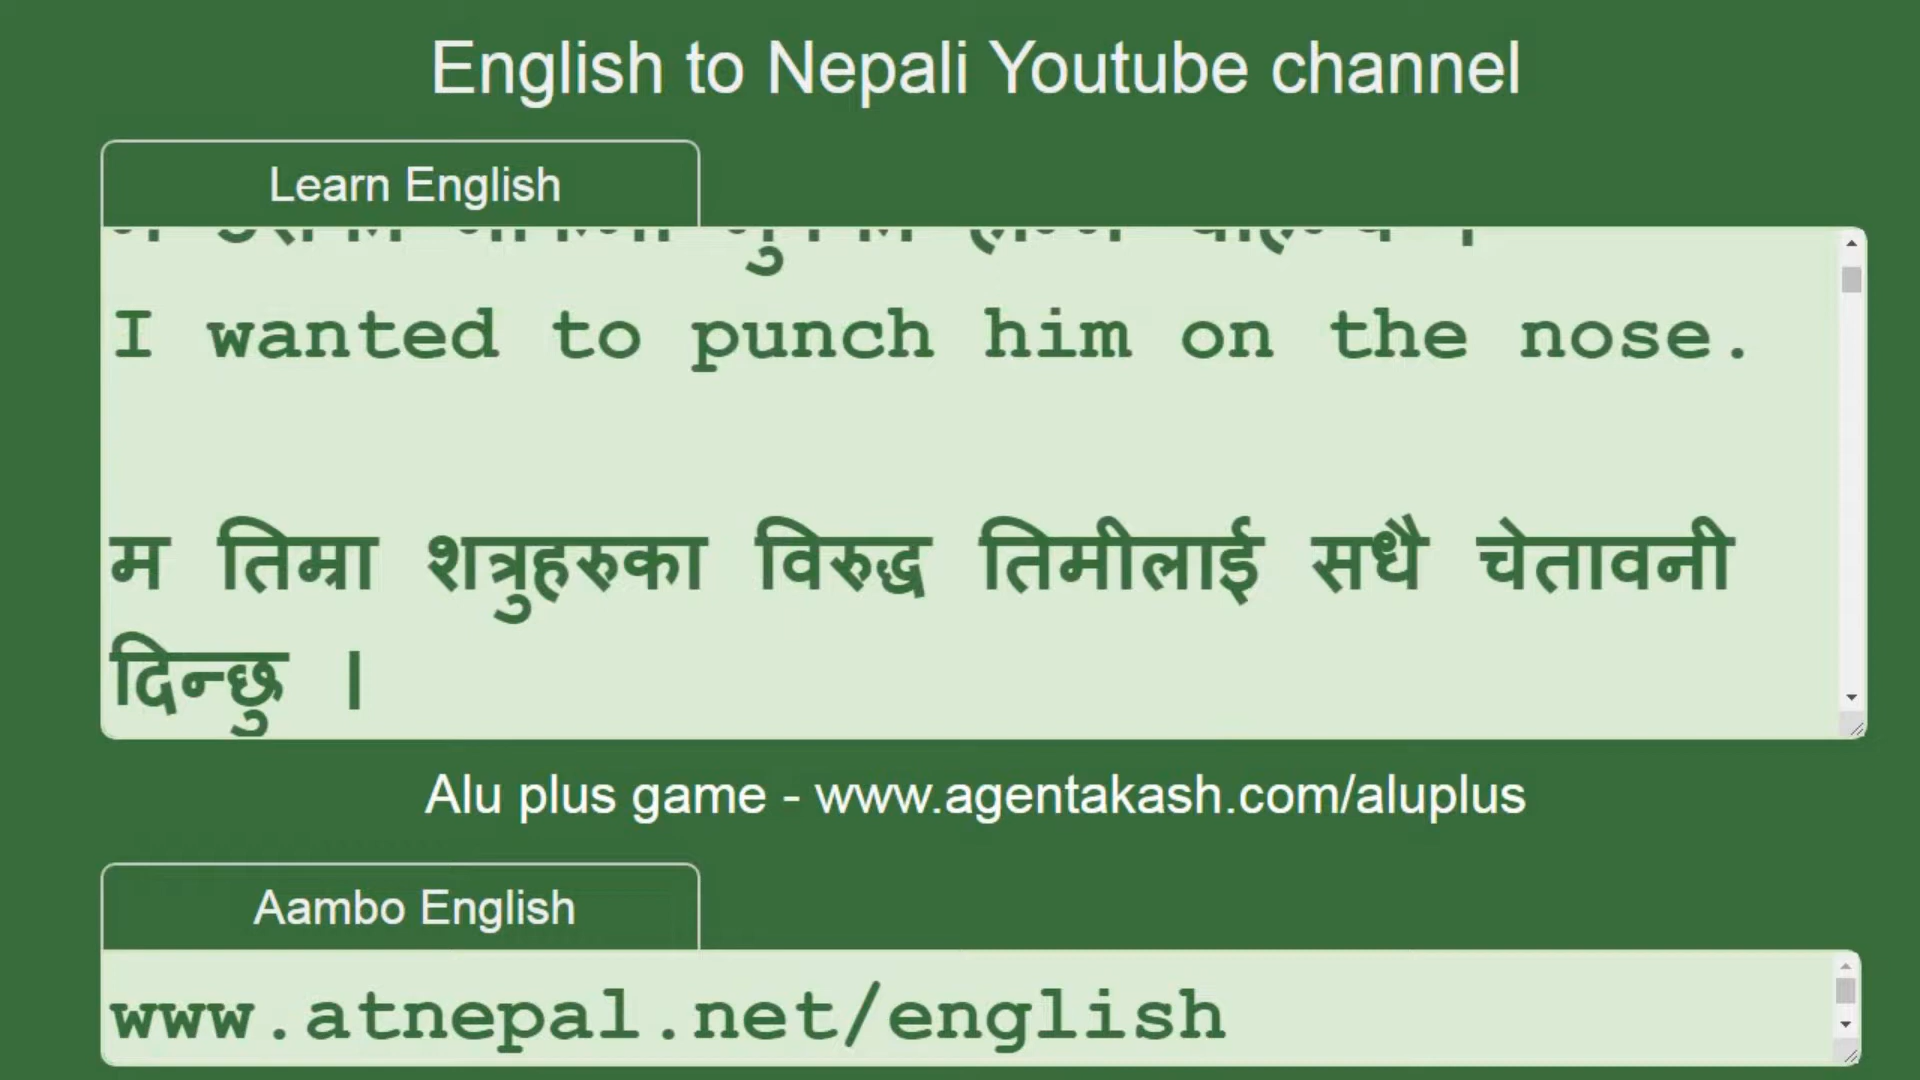 English to Nepali Youtube channel
Learn English
I wanted to punch him on the nose.
म तिम्रा शत्रुहरुका विरुद्ध तिमीलाई सधै चेतावनी
दिन्छु |
Alu plus game - www.agentakash.com/aluplus
Aambo English
www.atnepal.net/english